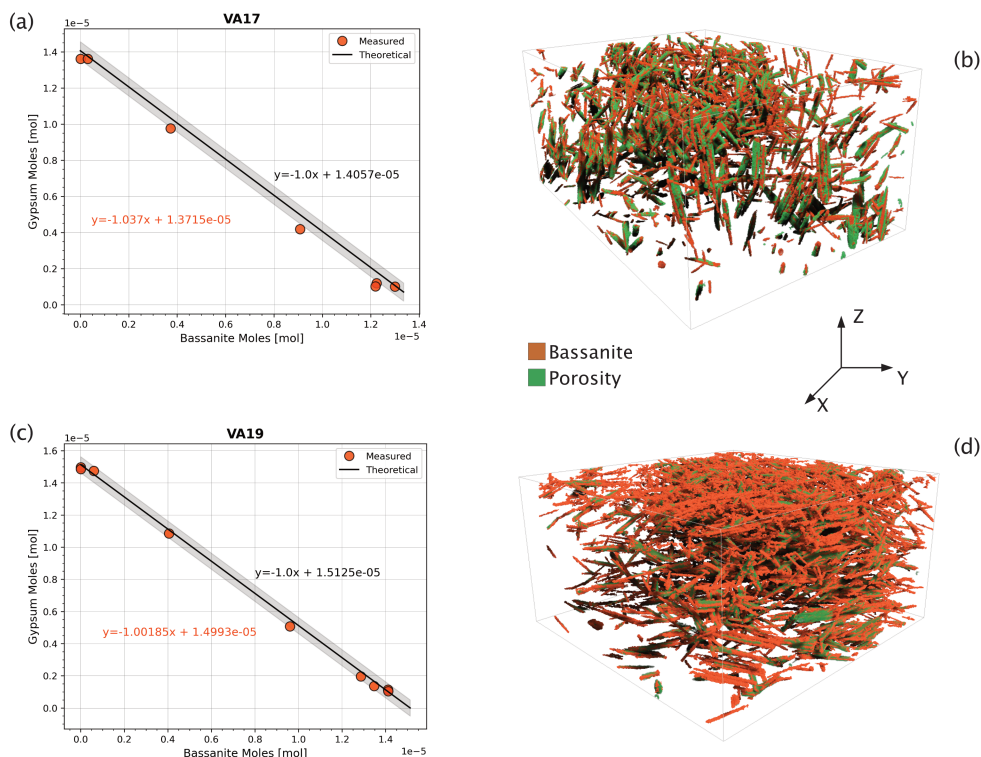 (a)
VA17
1e−5
Measured
Theoretical
1.4
1.2
1.0
0.8
0.6
0.4
0.2
0.0
Gypsum Moles [mol]
y=-1.0x + 1.4057e-05
y=-1.037x + 1.3715e-05
0.0 0.2 0.4 0.6 0.8 1.0 1.2 1.4
Bassanite Moles [mol]
1e−5
(b)
Bassanite
Porosity
Z
Y
X
(c)
VA19
1e−5
Measured
Theoretical
1.6
1.4
1.2
1.0
0.8
0.6
0.4
0.2
0.0
Gypsum Moles [mol]
y=-1.0x + 1.5125e-05
y=-1.00185x + 1.4993e-05
0.0 0.2 0.4 0.6 0.8 1.0 1.2 1.4
Bassanite Moles [mol]
1e−5
(d)